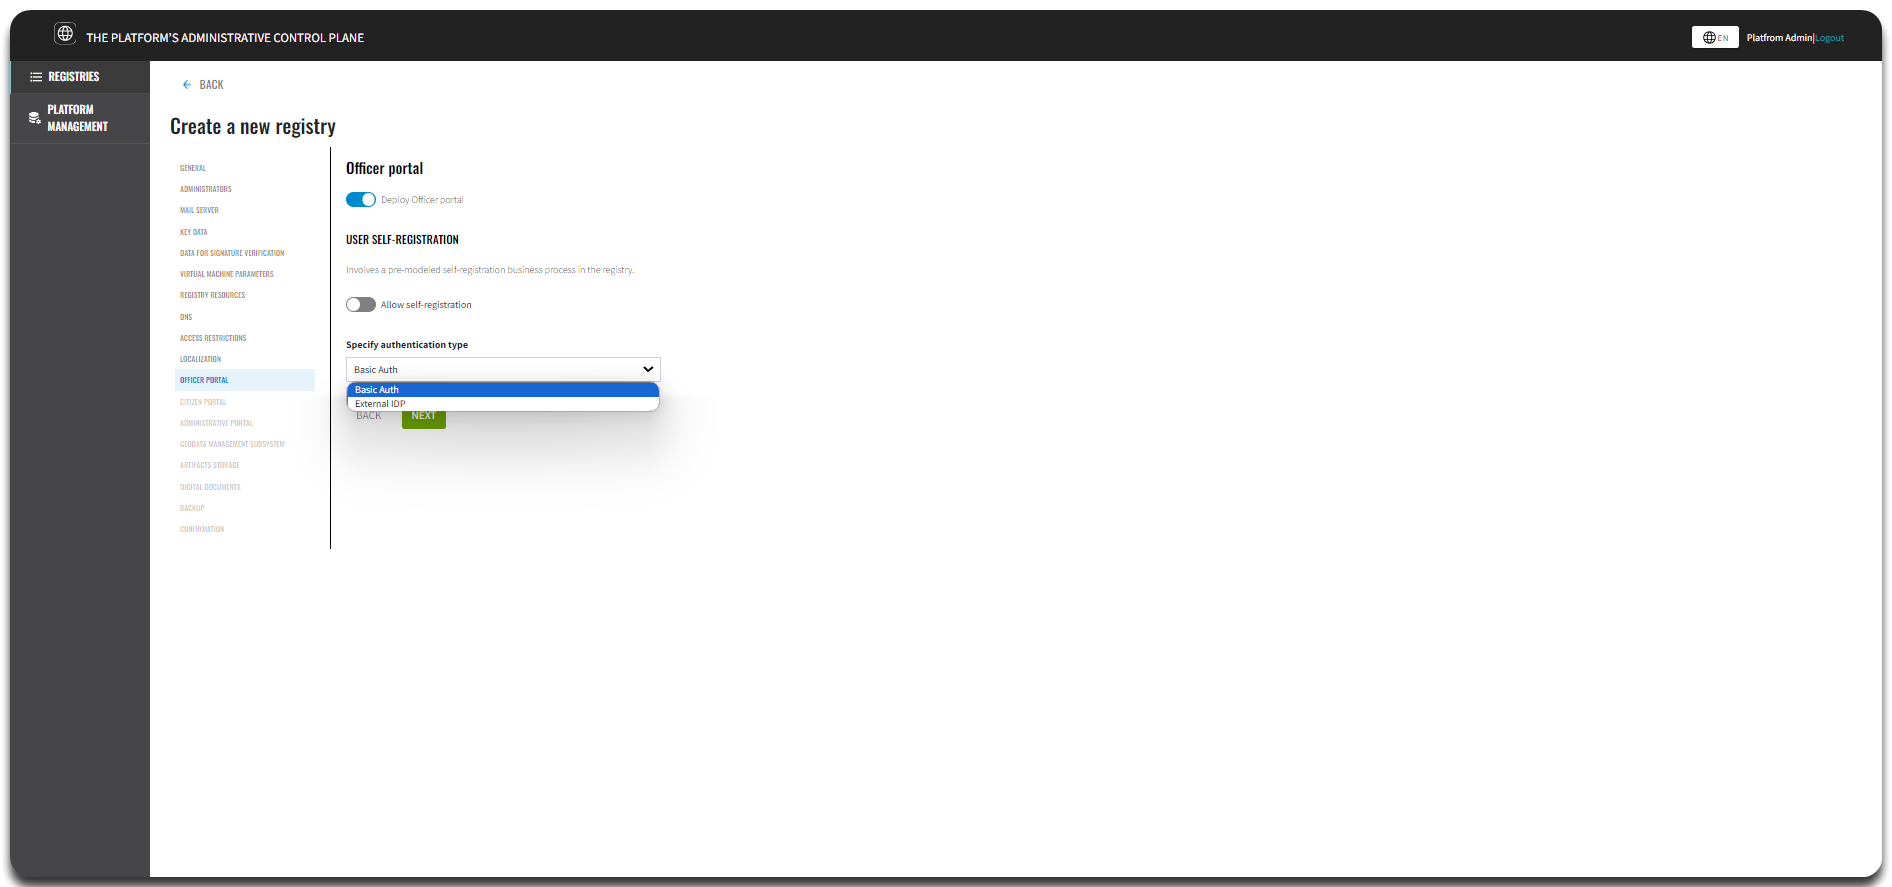 THE PLATFORM'S ADMINISTRATIVE CONTROL PLANE
EN
Platfrom Admin|Logout
REGISTRIES
PLATFORM
MANAGEMENT
BACK
Create a new registry
GENERAL
ADMINISTRATORS
MAIL SERVER
KEY DATA
DATA FOR SIGNATURE VERIFICATION
VIRTUAL MACHINE PARAMETERS
REGISTRY RESOURCES
DNS
ACCESS RESTRICTIONS
LOCALIZATION
OFFICER PORTAL
CITIZEN PORTAL
ADMINISTRATIVE PORTAL
GEODATA MANAGEMENT SUBSYSTEM
ARTIFACTS STORAGE
DIGITAL DOCUMENTS
BACKUP
CONFIRMATION
Officer portal
Deploy Officer portal
USER SELF-REGISTRATION
Involves a pre-modeled self-registration business process in the registry.
Allow self-registration
Specify authentication type
Basic Auth
Basic Auth
External IDP
BACK
NEXT